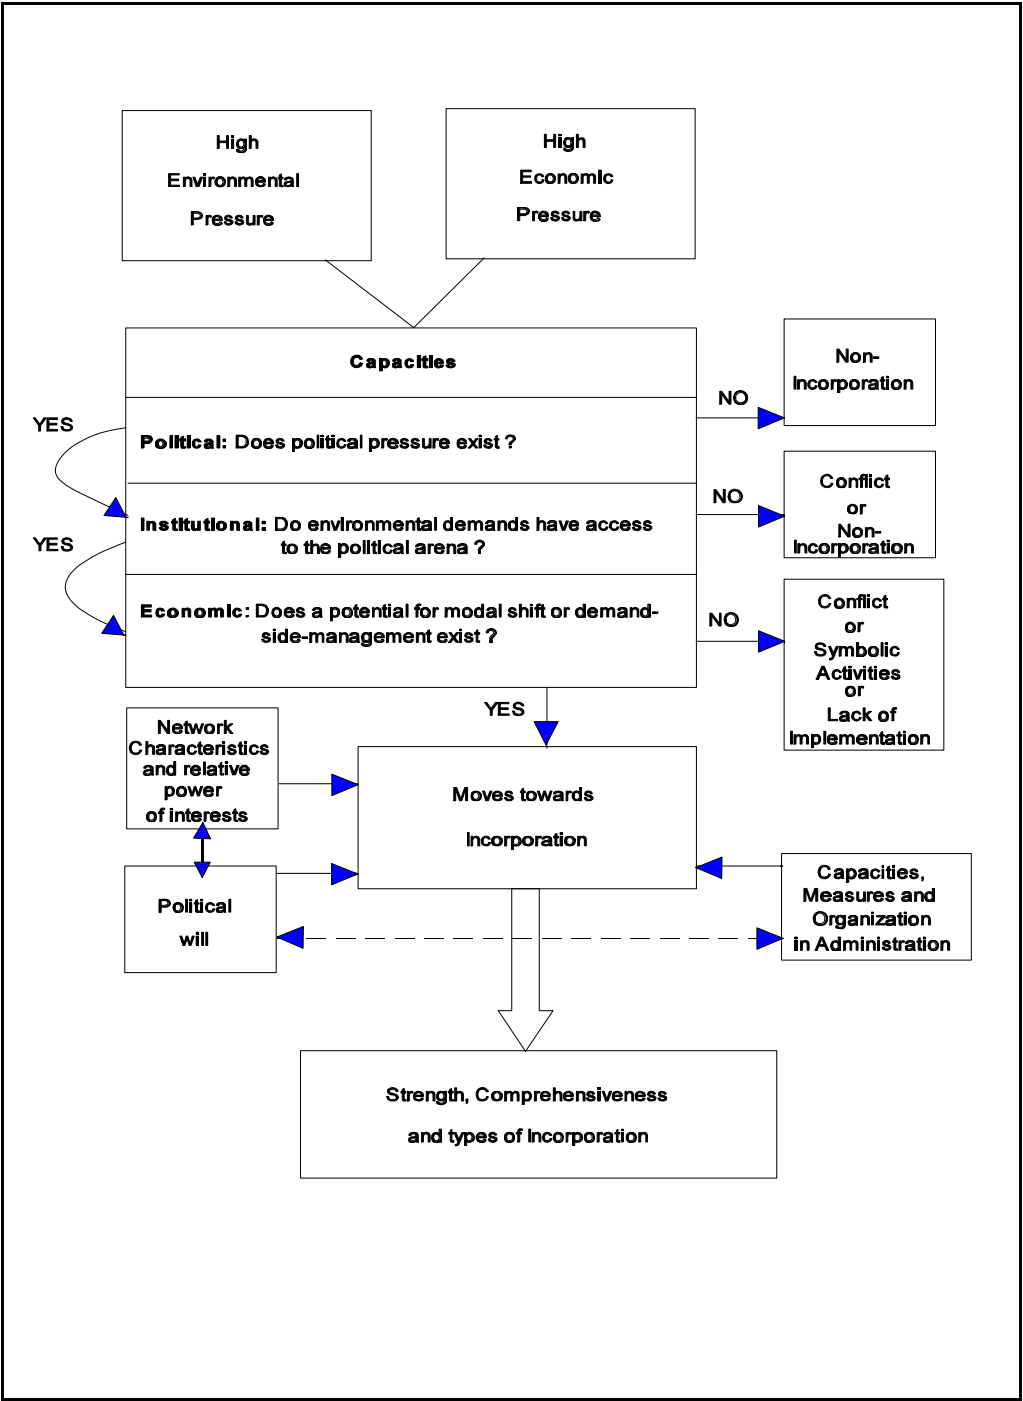 High
Environmental
Pressure
High
Economic
Pressure
Capacities
Non-
Incorporation
NO
YES
Political: Does political pressure exist ?
Conflict
or
Non-
Incorporation
NO
Institutional: Do environmental demands have access
to the political arena ?
YES
Economic: Does a potential for modal shift or demand-
side-management exist ?
NO
Conflict
or
Symbolic
Activities
or
Lack of
Implementation
YES
Network
Characteristics
and relative
power
of interests
Moves towards
Incorporation
Political
will
Capacities,
Measures and
Organization
in Administration
Strength, Comprehensiveness
and types of Incorporation